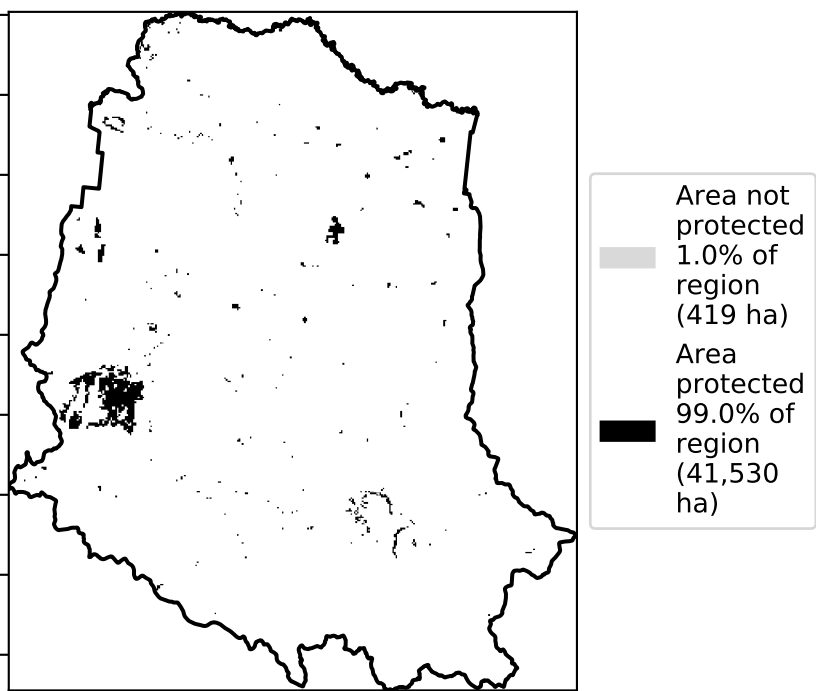 Area not
protected
1.0% of
region
(419 ha)
Area
protected
99.0% of
region
(41,530
ha)